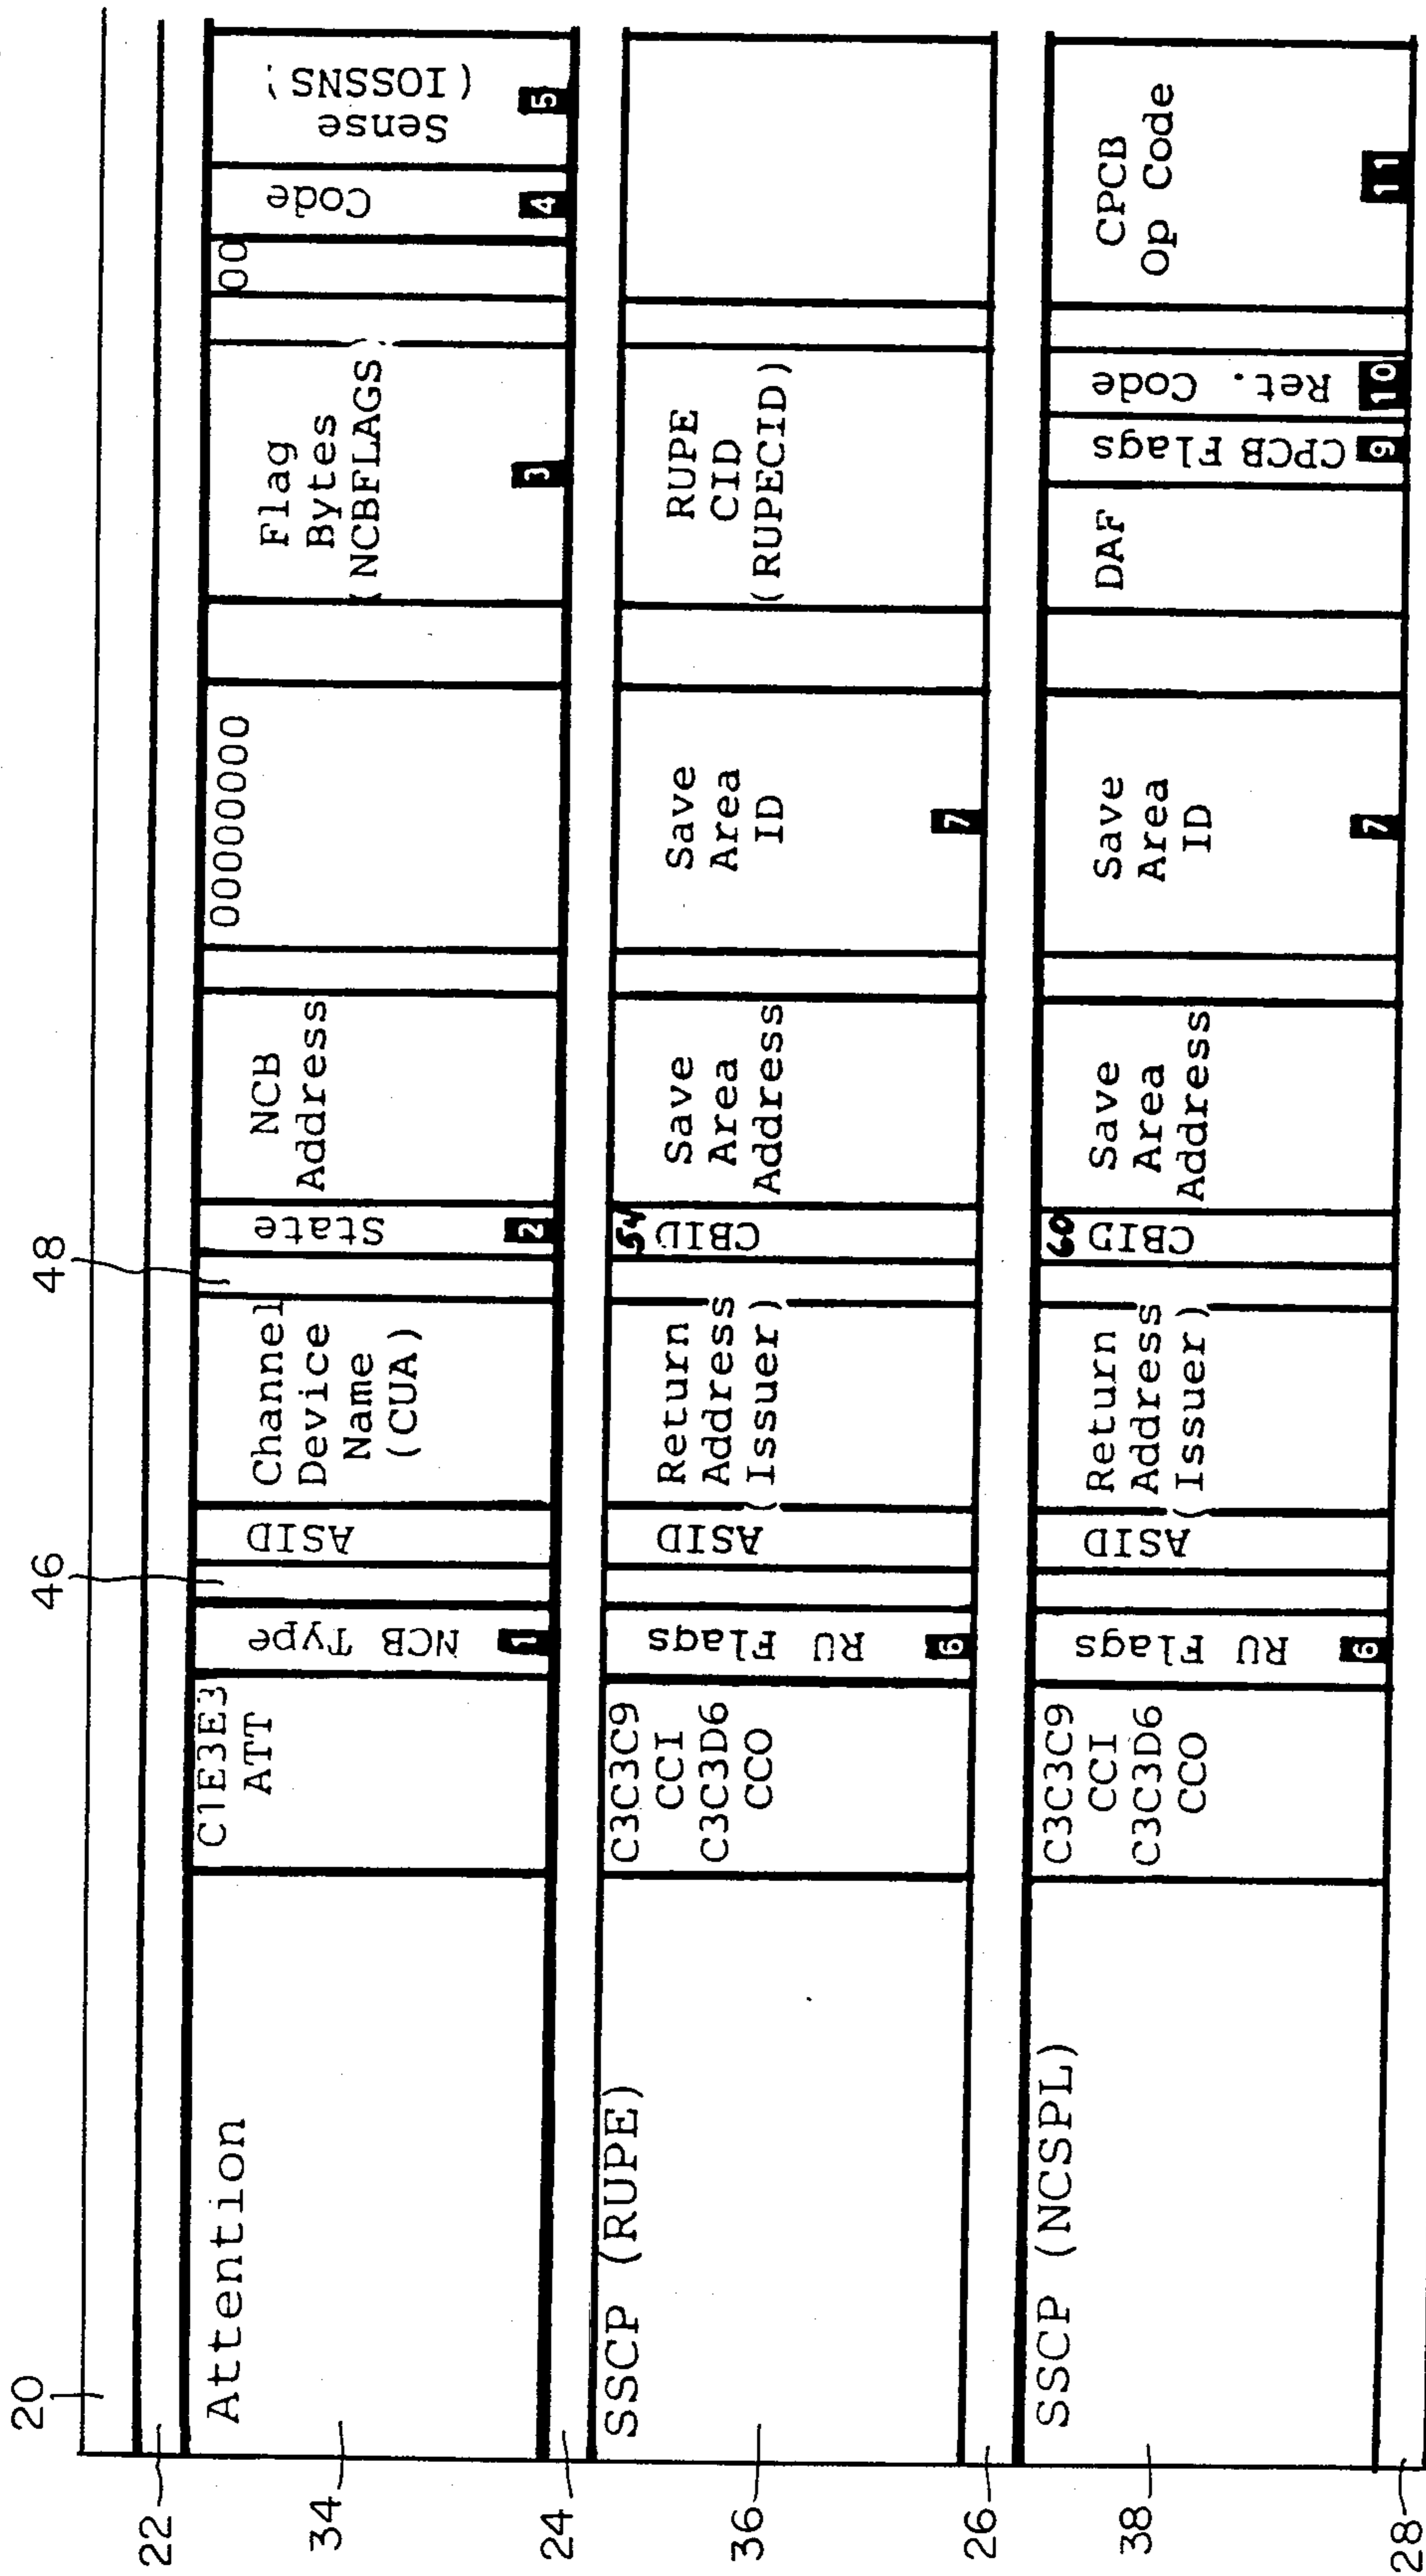 20
46
48
22
Attention
C1E3E3
ATT
NCB Type
1
ASID
Channel
Device
Name
(CUA)
State
2
NCB
Address
00000000
Flag
Bytes
(NCBFLAGS)
3
00
Code
4
Sense
(IOSSNS)
5
34
24
SSCP (RUPE)
C3C3C9
CCI
C3C3D6
CCO
RU Flags
6
ASID
Return
Address
(Issuer)
54
CBID
Save
Area
Address
Save
Area
ID
7
RUPE
CID
(RUPECID)
36
26
SSCP (NCSPL)
C3C3C9
CCI
C3C3D6
CCO
RU Flags
6
ASID
Return
Address
(Issuer)
60
CBID
Save
Area
Address
Save
Area
ID
7
DAF
CPCB Flags
9
Ret. Code
10
CPCB
Op Code
11
38
28